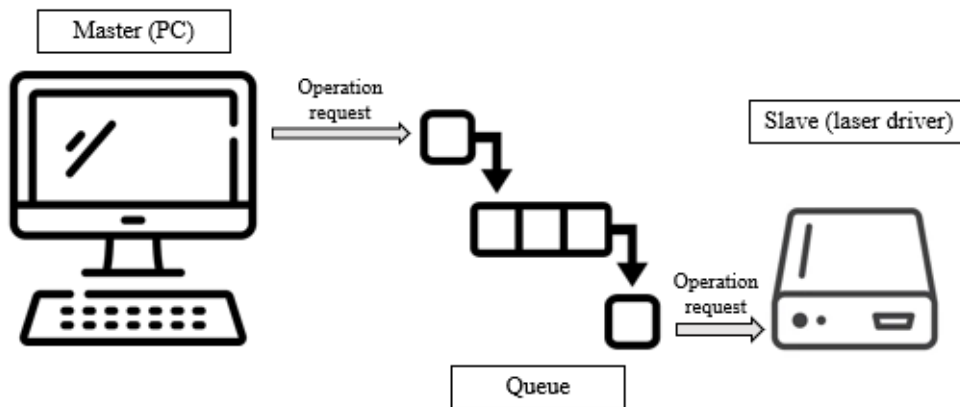 Master (PC)
Operation
request
Slave (laser driver)
Operation
request
Queue